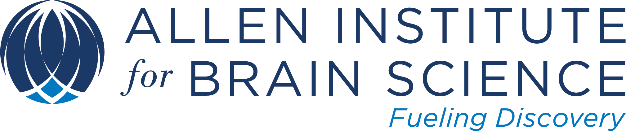 ALLEN INSTITUTE
for BRAIN SCIENCE
Fueling Discovery